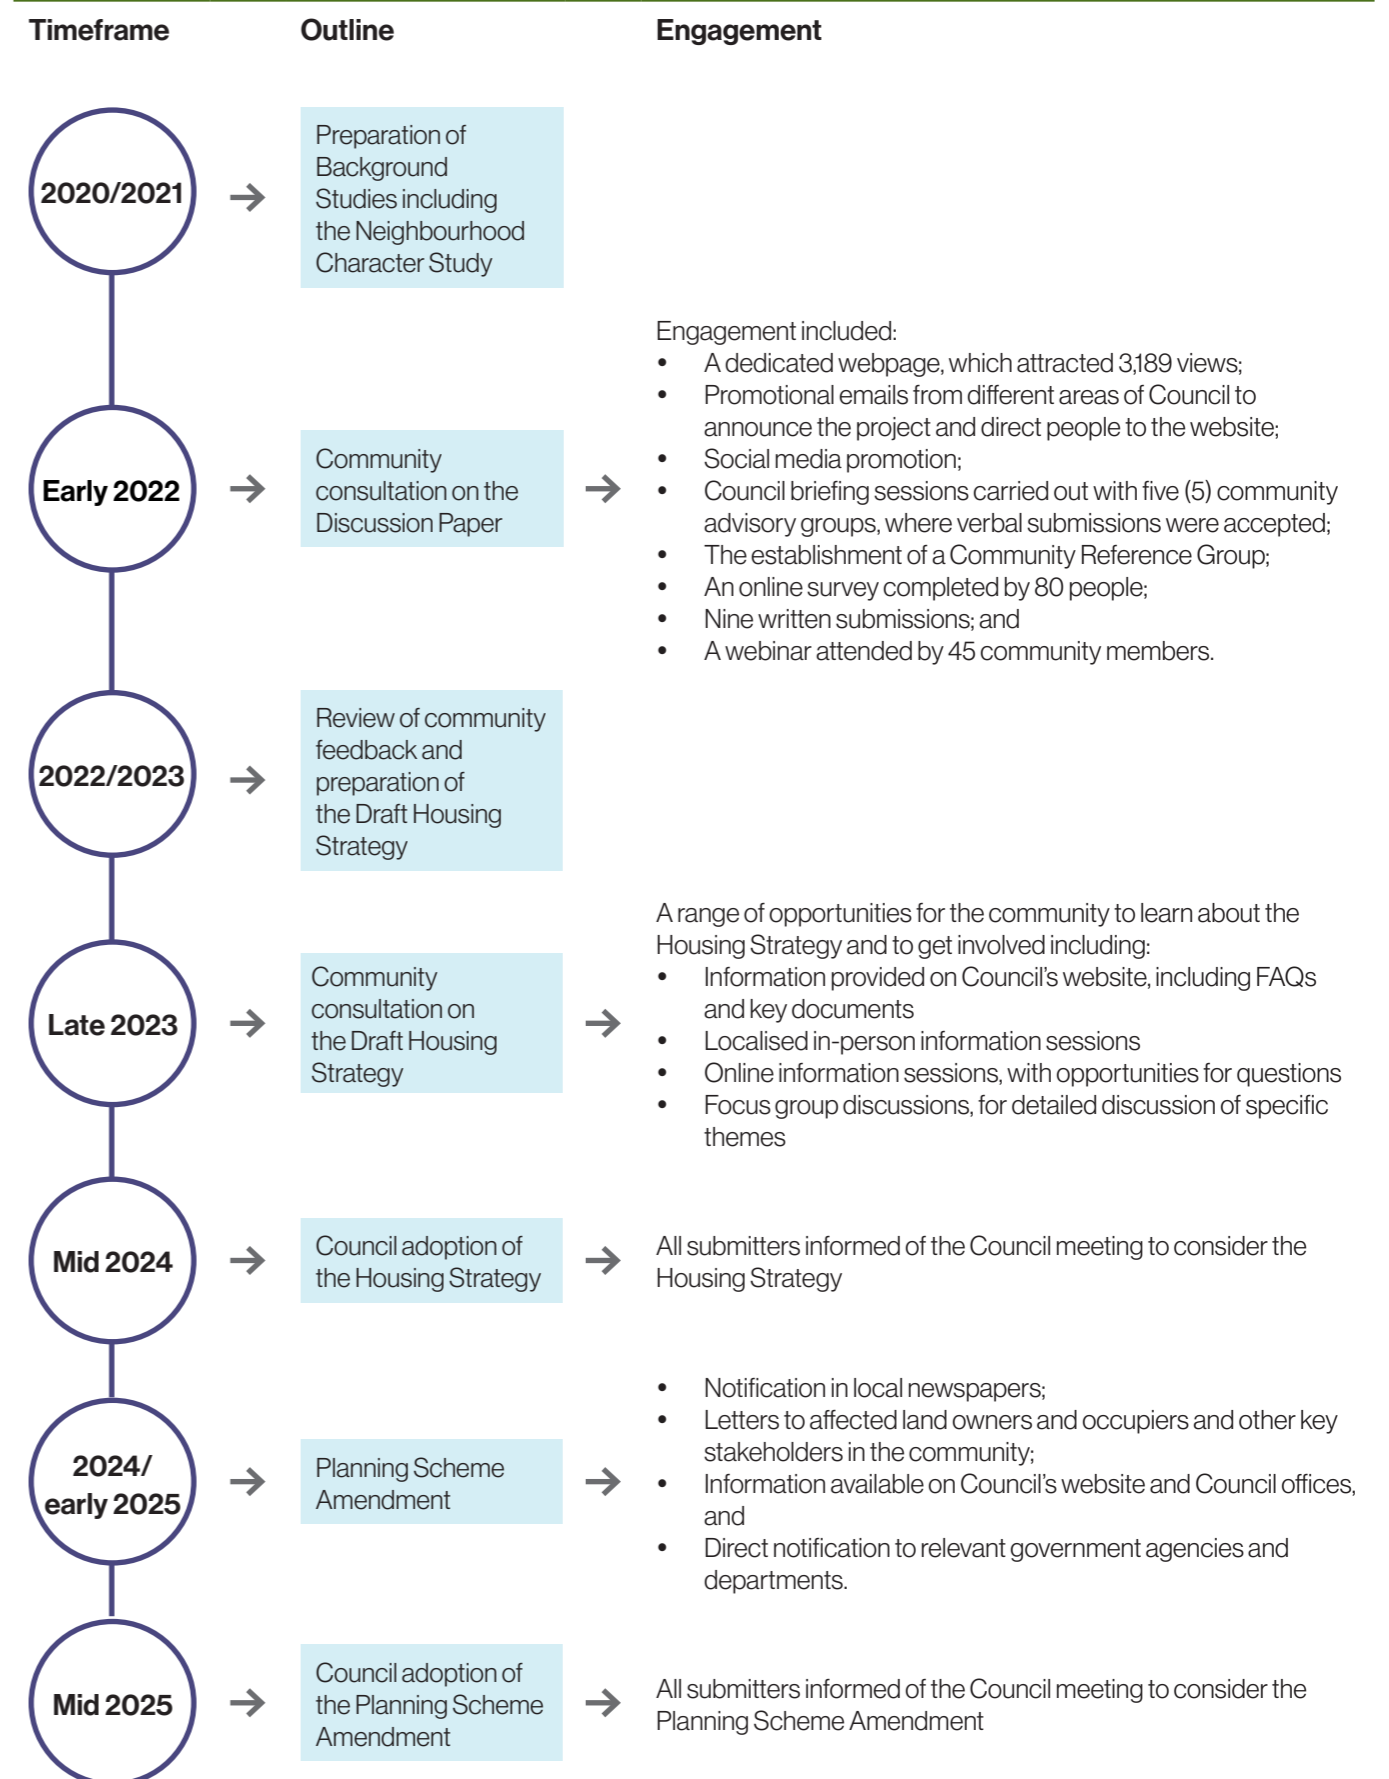 Timeframe
Outline
Engagement
2020/2021
Preparation of
Background
Studies including
the Neighbourhood
Character Study
Early 2022
Community
consultation on the
Discussion Paper
Engagement included:
• A dedicated webpage, which attracted 3,189 views;
• Promotional emails from different areas of Council to
announce the project and direct people to the website;
• Social media promotion;
• Council briefing sessions carried out with five (5) community
advisory groups, where verbal submissions were accepted;
• The establishment of a Community Reference Group;
• An online survey completed by 80 people;
• Nine written submissions; and
• A webinar attended by 45 community members.
2022/2023
Review of community
feedback and
preparation of
the Draft Housing
Strategy
Late 2023
Community
consultation on
the Draft Housing
Strategy
A range of opportunities for the community to learn about the
Housing Strategy and to get involved including:
• Information provided on Council's website, including FAQs
and key documents
• Localised in-person information sessions
• Online information sessions, with opportunities for questions
• Focus group discussions, for detailed discussion of specific
themes
Mid 2024
Council adoption of
the Housing Strategy
All submitters informed of the Council meeting to consider the
Housing Strategy
2024/
early 2025
Planning Scheme
Amendment
• Notification in local newspapers;
• Letters to affected land owners and occupiers and other key
stakeholders in the community;
• Information available on Council's website and Council offices,
and
• Direct notification to relevant government agencies and
departments.
Mid 2025
Council adoption of
the Planning Scheme
Amendment
All submitters informed of the Council meeting to consider the
Planning Scheme Amendment